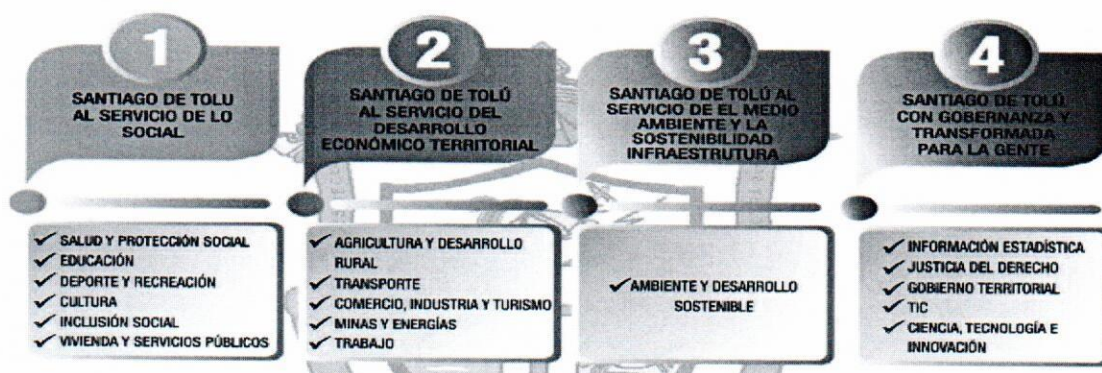 1
SANTIAGO DE TOLU
AL SERVICIO DE LO
SOCIAL
✓ SALUD Y PROTECCIÓN SOCIAL
✓ EDUCACIÓN
✓ DEPORTE Y RECREACIÓN
✓ CULTURA
✓ INCLUSIÓN SOCIAL
✓ VIVIENDA Y SERVICIOS PÚBLICOS
2
SANTIAGO DE TOLÚ
AL SERVICIO DEL
DESARROLLO
ECONÓMICO TERRITORIAL
✓ AGRICULTURA Y DESARROLLO
RURAL
✓ TRANSPORTE
✓ COMERCIO, INDUSTRIA Y TURISMO
✓ MINAS Y ENERGÍAS
✓ TRABAJO
3
SANTIAGO DE TOLÚ AL
SERVICIO DE EL MEDIO
AMBIENTE Y LA
SOSTENIBILIDAD
INFRAESTRUTURA
✓ AMBIENTE Y DESARROLLO
SOSTENIBLE
4
SANTIAGO DE TOLÚ
CON GOBERNANZA Y
TRANSFORMADA
PARA LA GENTE
✓ INFORMACIÓN ESTADÍSTICA
✓ JUSTICIA DEL DERECHO
✓ GOBIERNO TERRITORIAL
✓ TIC
✓ CIENCIA, TECNOLOGÍA E
INNOVACIÓN